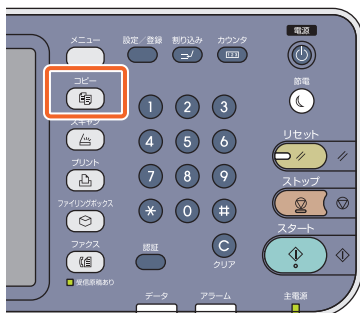 電源
メニュー 設定／登録 割り込み カウンタ
コピー
節電
1 2 3
スキャン
4 5 6
リセット
プリント
7 8 9
ストップ
ファイリングボックス
* 0 #
スタート
ファクス
認証
C
クリア
受信原稿あり
データ アラーム 主電源